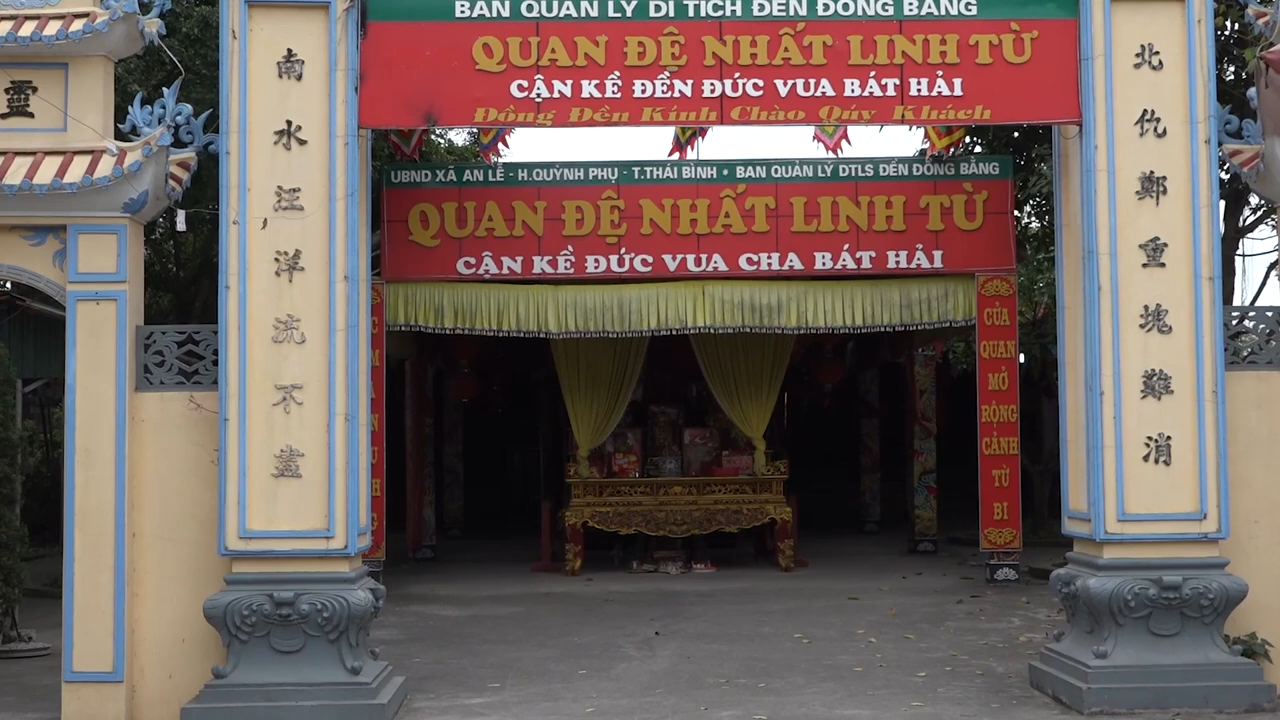 BAN QUẢN LÝ DI TÍCH ĐỀN ĐỒNG BẰNG
QUAN ĐỆ NHẤT LINH TỪ
CẬN KỀ ĐỀN ĐỨC VUA BÁT HẢI
Đồng Đền Kính Chào Qúy Khách
UBND XÃ AN LỄ - H.QUỲNH PHỤ - T.THÁI BÌNH * BAN QUẢN LÝ DTLS ĐỀN ĐỒNG BẰNG
QUAN ĐỆ NHẤT LINH TỪ
CẬN KỀ ĐỨC VUA CHA BÁT HẢI
靈
南水汪洋流不盡
北仇鄭重塊難消
CỬA QUAN MỞ RỘNG CẢNH TỪ BI